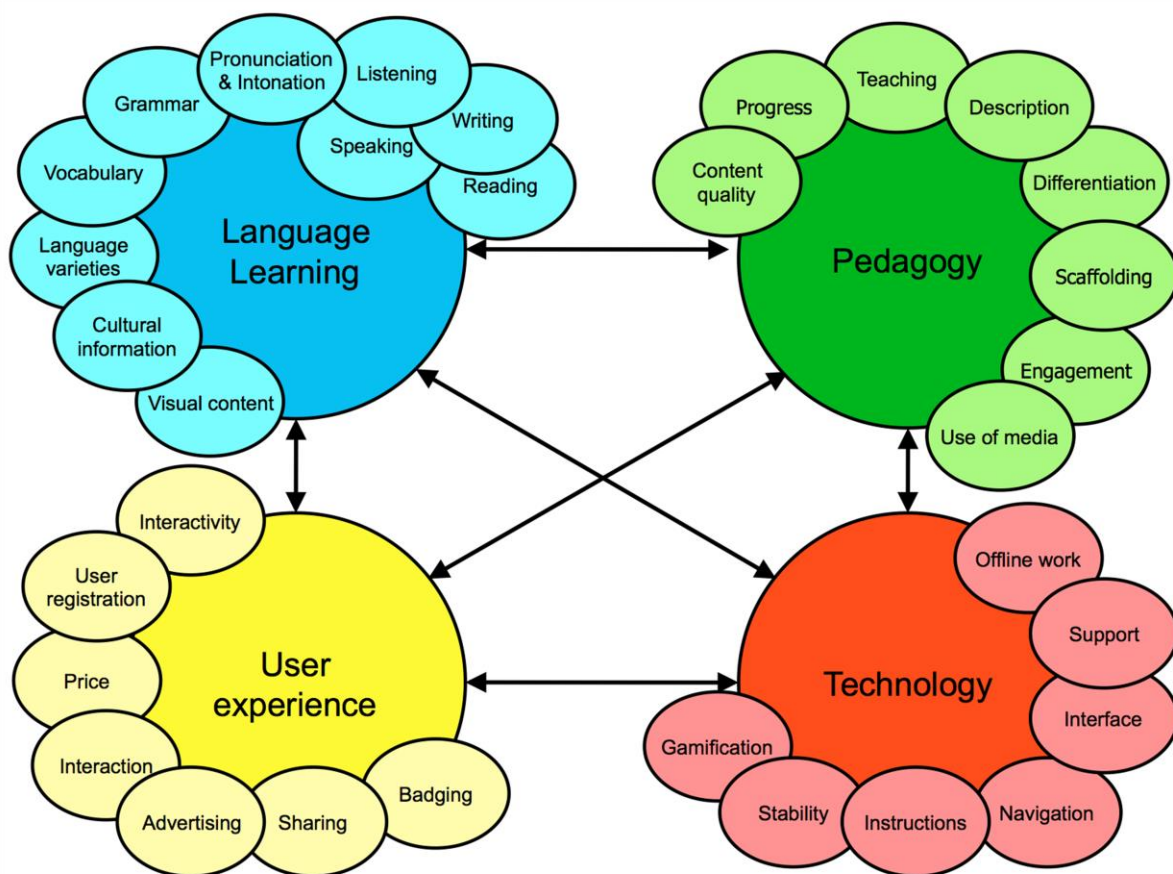 Pronunciation
& Intonation
Listening
Grammar
Writing
Speaking
Vocabulary
Reading
Language
Learning
Language
varieties
Cultural
information
Visual content
Teaching
Progress
Description
Content
quality
Differentiation
Pedagogy
Scaffolding
Engagement
Use of media
Interactivity
User
registration
User
experience
Price
Interaction
Badging
Advertising
Sharing
Offline work
Support
Technology
Interface
Gamification
Stability
Instructions
Navigation